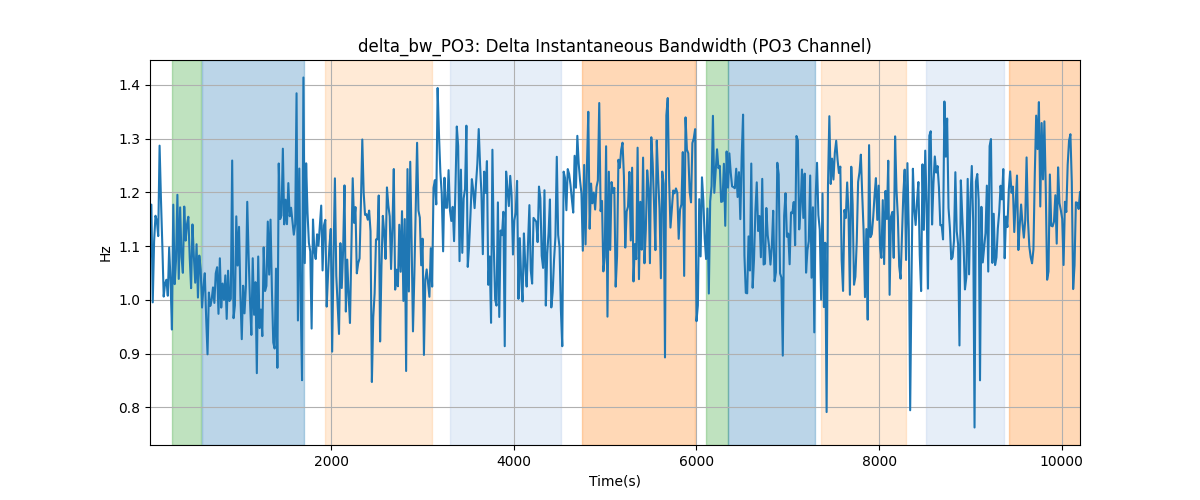 delta_bw_PO3: Delta Instantaneous Bandwidth (PO3 Channel)
1.4
1.3
1.2
1.1
1.0
0.9
0.8
Hz
2000 4000 6000 8000 10000
Time(s)